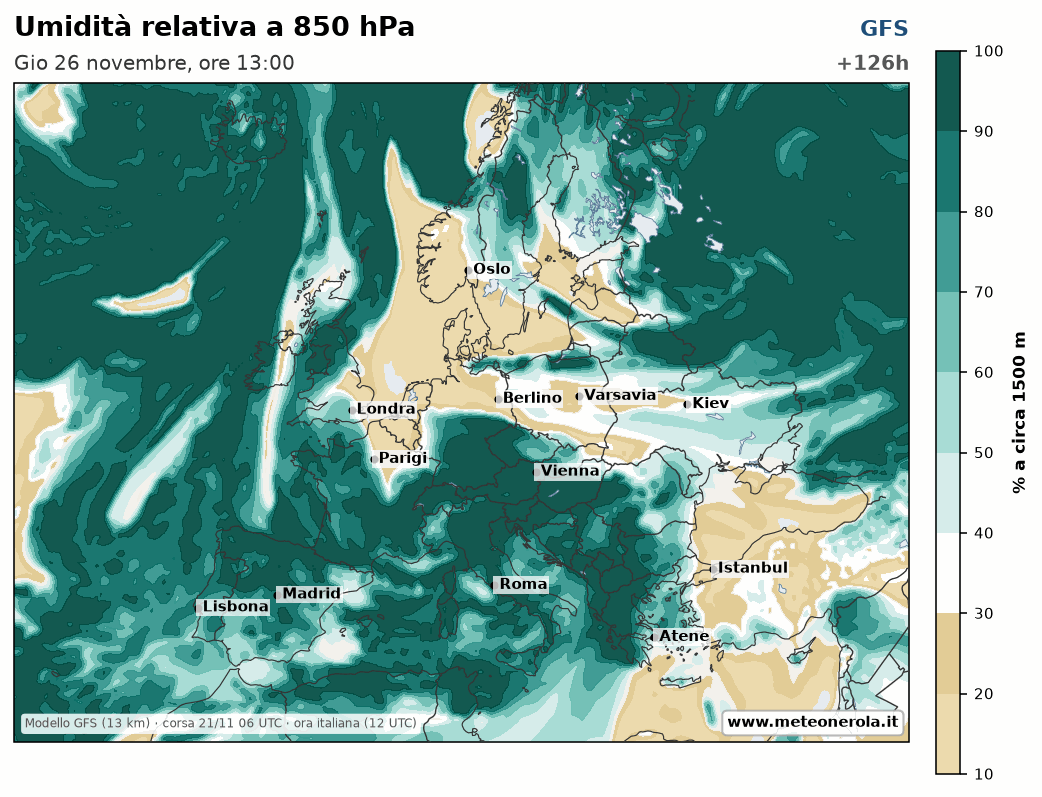 Umidità relativa a 850 hPa
GFS
Gio 26 novembre, ore 13:00
+126h
100
90
80
70
60
50
40
30
20
10
% a circa 1500 m
Oslo
Berlino
Varsavia
Kiev
Londra
Parigi
Vienna
Istanbul
Roma
Madrid
Lisbona
Atene
Modello GFS (13 km) · corsa 21/11 06 UTC · ora italiana (12 UTC)
www.meteonerola.it